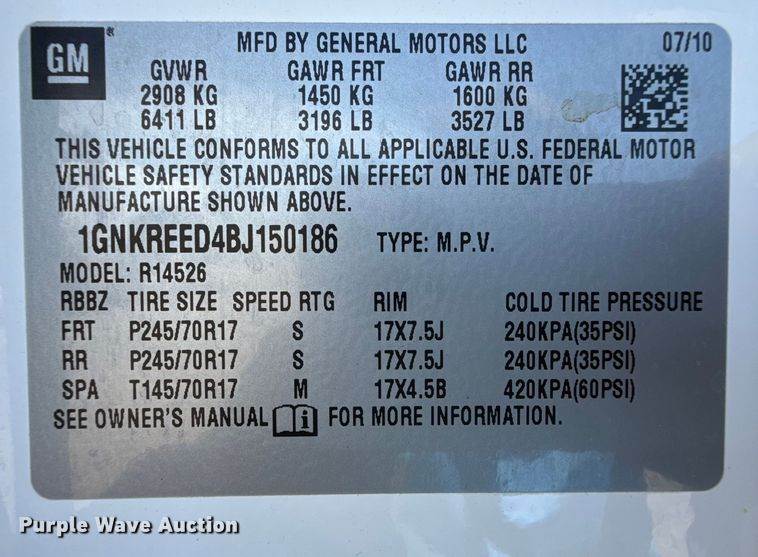 GM ® MFD BY GENERAL MOTORS LLC 07/10
GVWR GAWR FRT GAWR RR
2908 KG 1450 KG 1600 KG
6411 LB 3196 LB 3527 LB
THIS VEHICLE CONFORMS TO ALL APPLICABLE U.S. FEDERAL MOTOR
VEHICLE SAFETY STANDARDS IN EFFECT ON THE DATE OF
MANUFACTURE SHOWN ABOVE.
1GNKREED4BJ150186 TYPE: M.P.V.
MODEL: R14526
RBBZ TIRE SIZE SPEED RTG RIM COLD TIRE PRESSURE
FRT P245/70R17 S 17X7.5J 240KPA(35PSI)
RR P245/70R17 S 17X7.5J 240KPA(35PSI)
SPA T145/70R17 M 17X4.5B 420KPA(60PSI)
SEE OWNER'S MANUAL i FOR MORE INFORMATION.
Purple Wave Auction